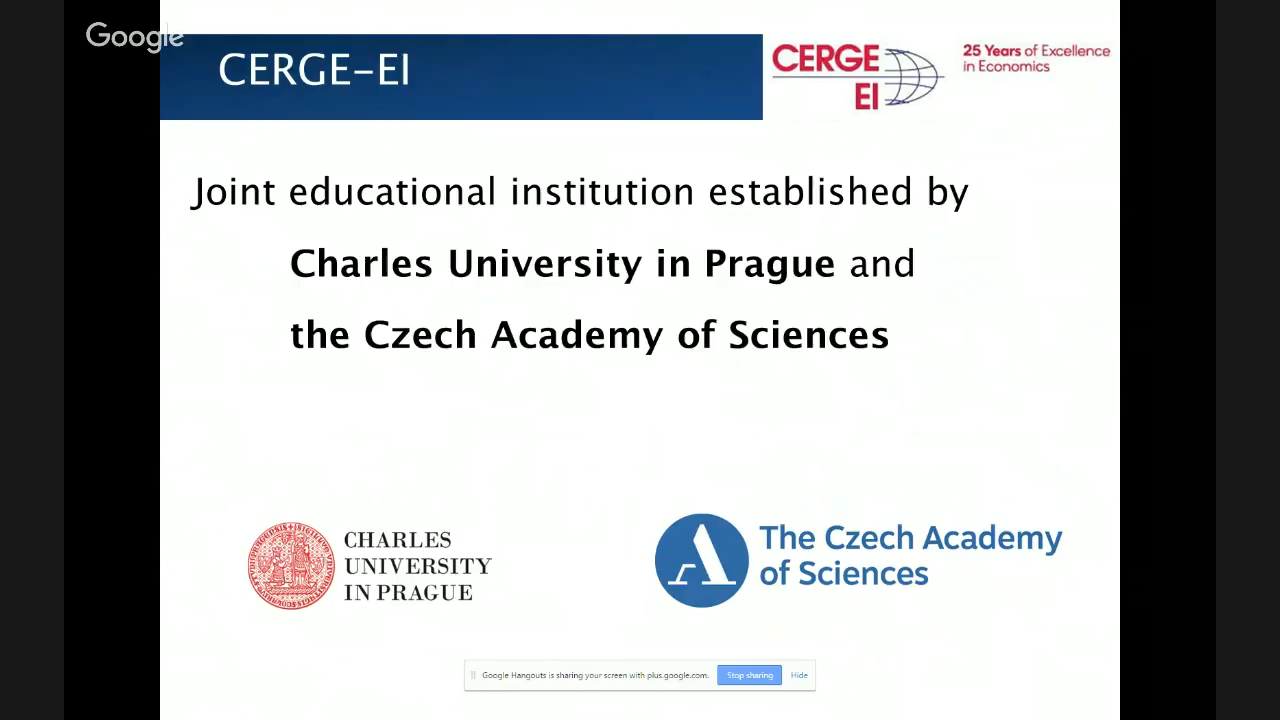 Google
CERGE-EI
CERGE
EI
25 Years of Excellence
in Economics
Joint educational institution established by
Charles University in Prague and
the Czech Academy of Sciences
CHARLES
UNIVERSITY
IN PRAGUE
The Czech Academy
of Sciences
Google Hangouts is sharing your screen with plus.google.com.
Stop sharing
Hide